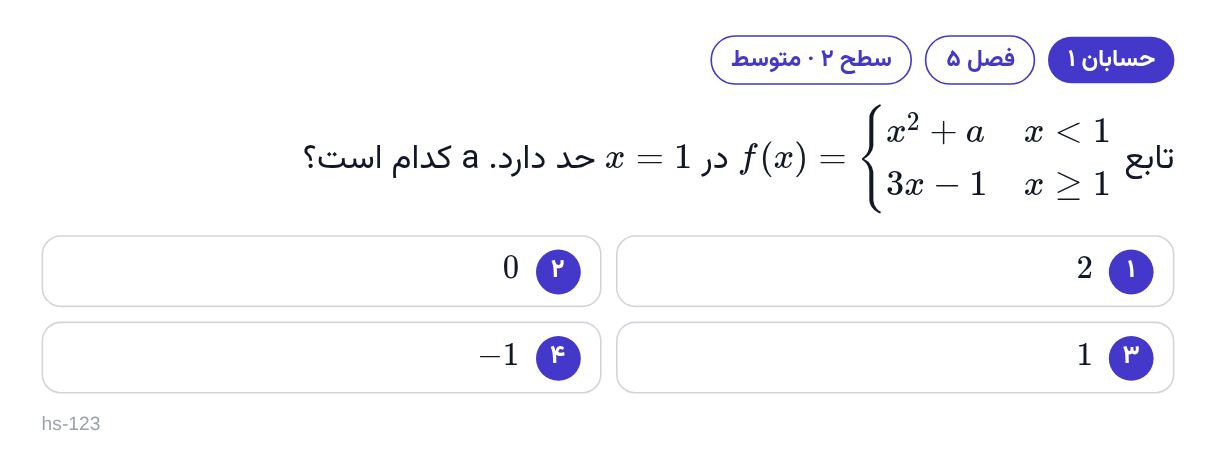 حسابان ۱
فصل ۵
سطح ۲ · متوسط
تابع f(x) = { x² + a   x < 1 ; 3x − 1   x ≥ 1 در x = 1 حد دارد. a کدام است؟
۱ 2
۲ 0
۳ 1
۴ −1
hs-123